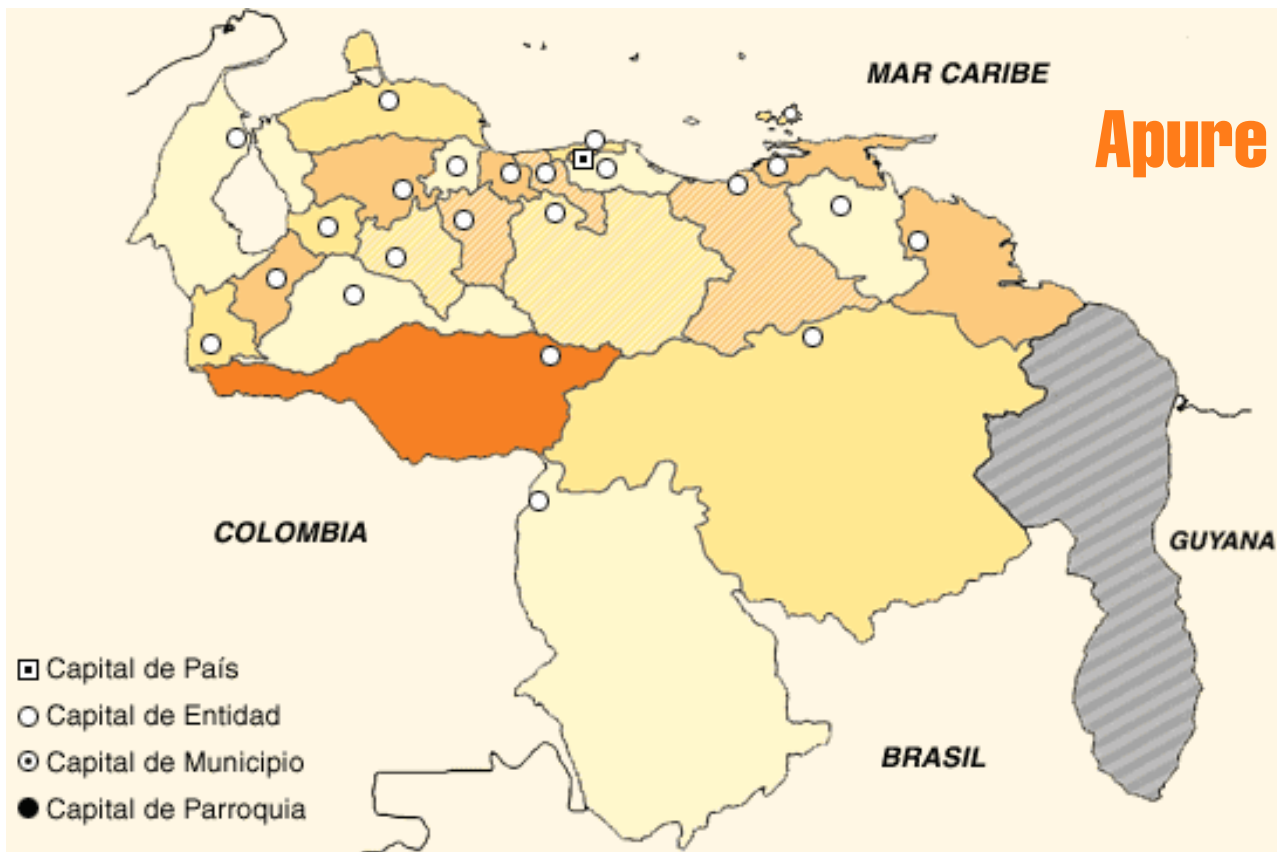 MAR CARIBE
Apure
COLOMBIA
GUYANA
Capital de País
Capital de Entidad
BRASIL
Capital de Municipio
Capital de Parroquia